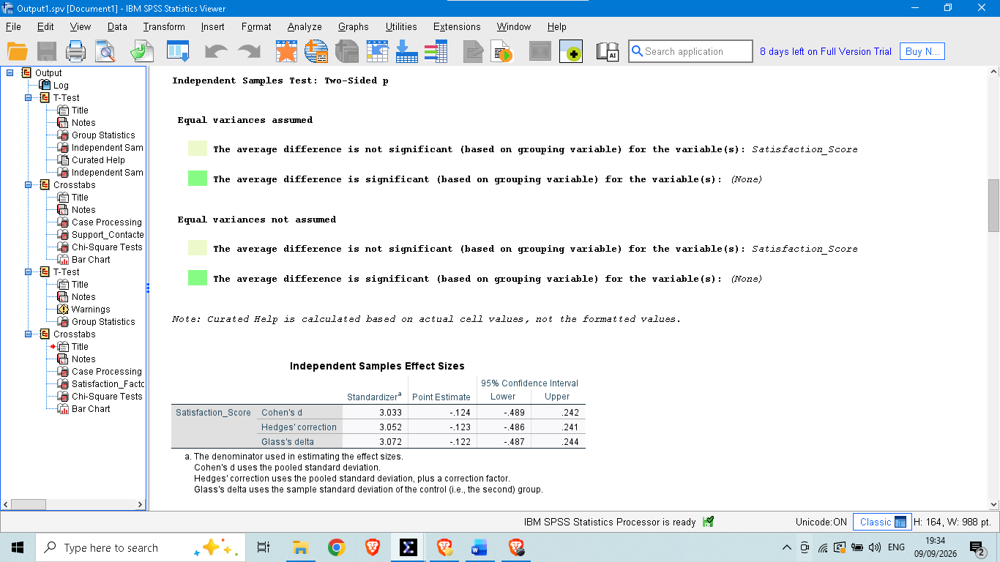 Output1.spv [Document1] - IBM SPSS Statistics Viewer
File Edit View Data Transform Insert Format Analyze Graphs Utilities Extensions Window Help
AI
Search application
8 days left on Full Version Trial
Buy N...
Output
Log
T-Test
Title
Notes
Group Statistics
Independent Sam
Curated Help
Independent Sam
Crosstabs
Title
Notes
Case Processing
Support_Contacte
Chi-Square Tests
Bar Chart
T-Test
Title
Notes
Warnings
Group Statistics
Crosstabs
Title
Notes
Case Processing
Satisfaction_Factc
Chi-Square Tests
Bar Chart
Independent Samples Test: Two-Sided p
Equal variances assumed
The average difference is not significant (based on grouping variable) for the variable(s): Satisfaction_Score
The average difference is significant (based on grouping variable) for the variable(s): (None)
Equal variances not assumed
The average difference is not significant (based on grouping variable) for the variable(s): Satisfaction_Score
The average difference is significant (based on grouping variable) for the variable(s): (None)
Note: Curated Help is calculated based on actual cell values, not the formatted values.
Independent Samples Effect Sizes
95% Confidence Interval
Standardizerᵃ Point Estimate Lower Upper
Satisfaction_Score Cohen's d 3.033 -.124 -.489 .242
Hedges' correction 3.052 -.123 -.486 .241
Glass's delta 3.072 -.122 -.487 .244
a. The denominator used in estimating the effect sizes.
Cohen's d uses the pooled standard deviation.
Hedges' correction uses the pooled standard deviation, plus a correction factor.
Glass's delta uses the sample standard deviation of the control (i.e., the second) group.
IBM SPSS Statistics Processor is ready
Unicode:ON
Classic
H: 164, W: 988 pt.
Type here to search
ENG
19:34
09/09/2026
2